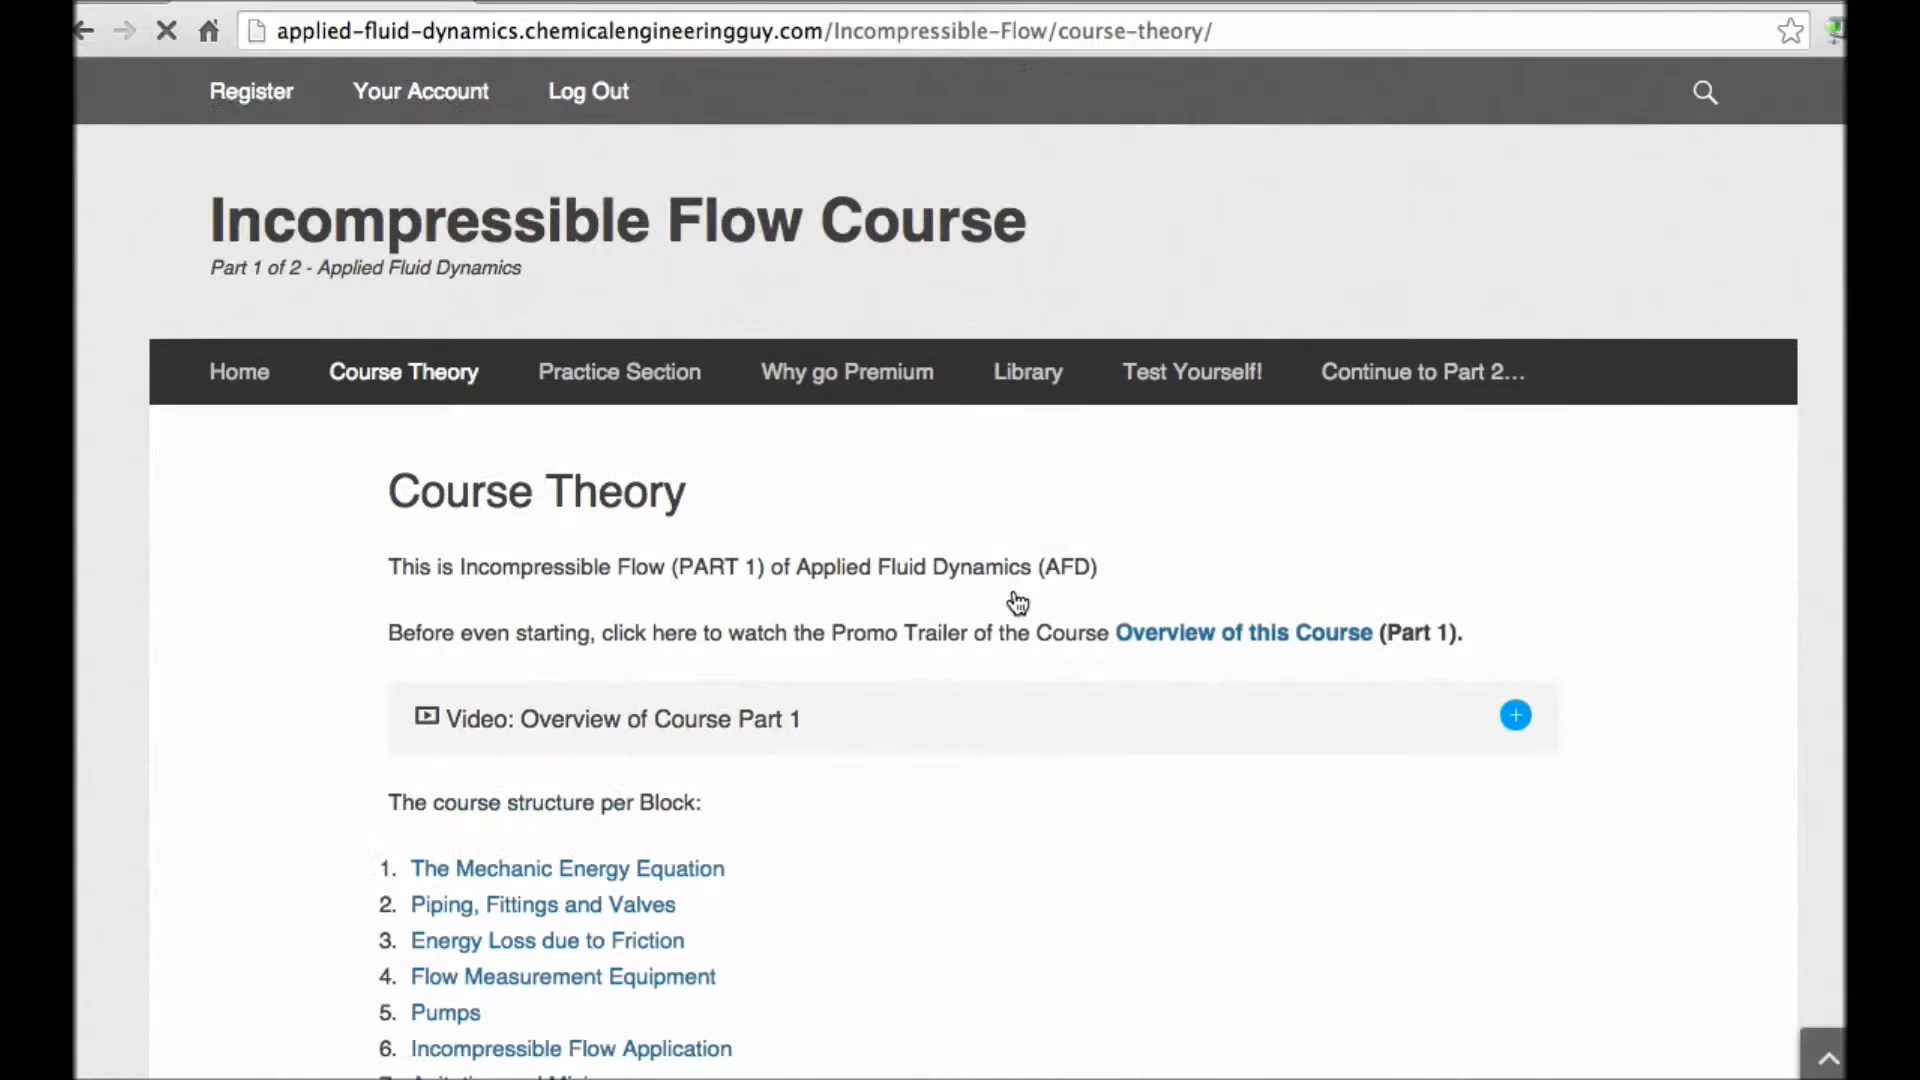 applied-fluid-dynamics.chemicalengineeringguy.com/Incompressible-Flow/course-theory/
Register Your Account Log Out
Incompressible Flow Course
Part 1 of 2 - Applied Fluid Dynamics
Home Course Theory Practice Section Why go Premium Library Test Yourself! Continue to Part 2...
Course Theory
This is Incompressible Flow (PART 1) of Applied Fluid Dynamics (AFD)
Before even starting, click here to watch the Promo Trailer of the Course Overview of this Course (Part 1).
Video: Overview of Course Part 1
The course structure per Block:
1. The Mechanic Energy Equation
2. Piping, Fittings and Valves
3. Energy Loss due to Friction
4. Flow Measurement Equipment
5. Pumps
6. Incompressible Flow Application